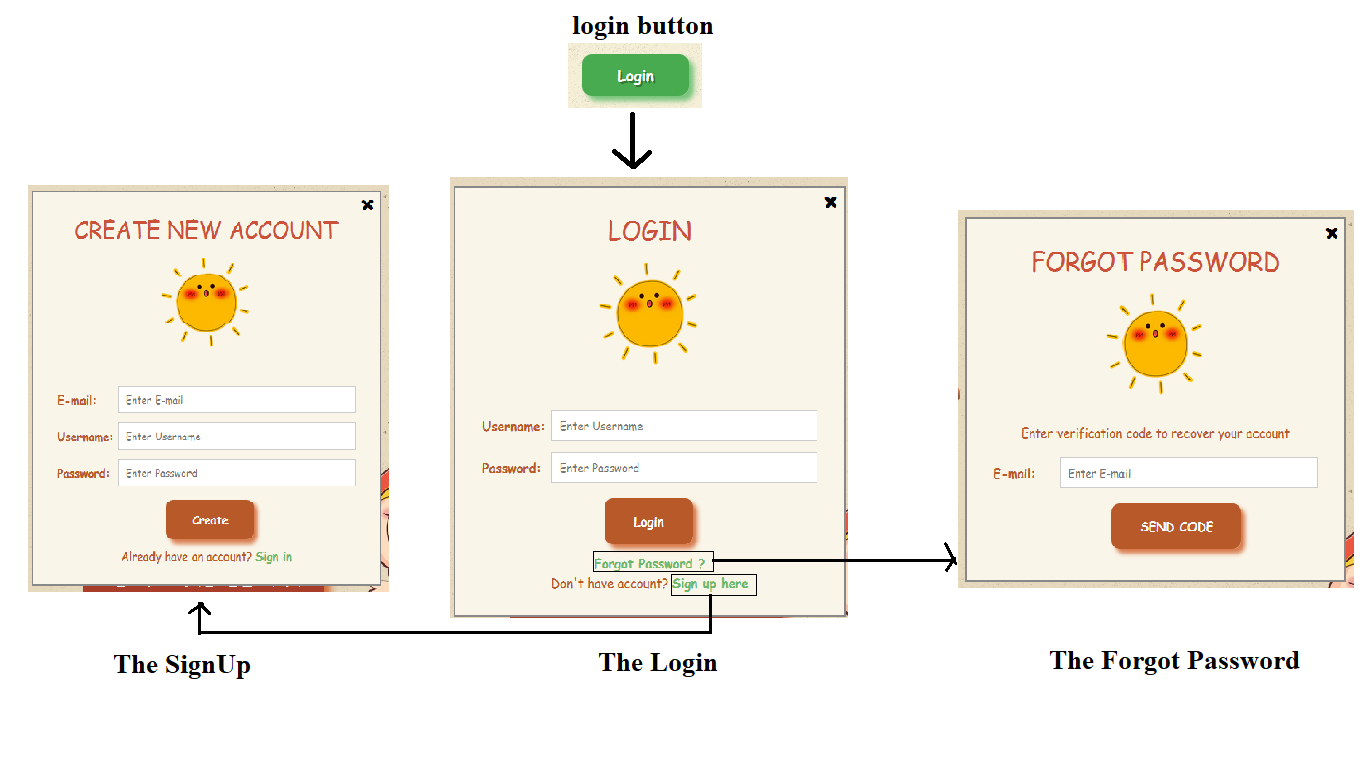 login button
Login
CREATE NEW ACCOUNT
E-mail: Enter E-mail
Username: Enter Username
Password: Enter Password
Create
Already have an account? Sign in
The SignUp
LOGIN
Username: Enter Username
Password: Enter Password
Login
Forgot Password ?
Don't have account? Sign up here
The Login
FORGOT PASSWORD
Enter verification code to recover your account
E-mail: Enter E-mail
SEND CODE
The Forgot Password